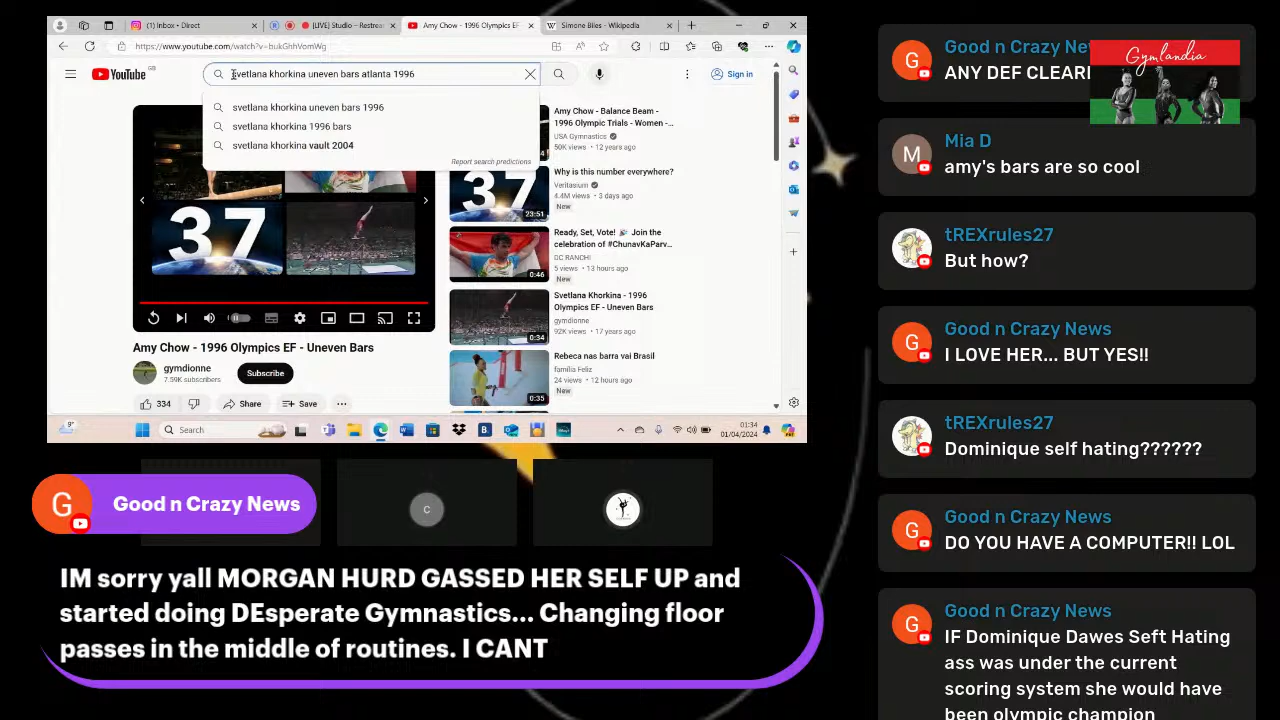 (1) Inbox • Direct
(LIVE) Studio – Restrea
Amy Chow - 1996 Olympics EF -
Simone Biles - Wikipedia
https://www.youtube.com/watch?v=bukGhhVomWg
YouTube GB
svetlana khorkina uneven bars atlanta 1996
Sign in
svetlana khorkina uneven bars 1996
svetlana khorkina 1996 bars
svetlana khorkina vault 2004
Report search predictions
37
Amy Chow - 1996 Olympics EF - Uneven Bars
gymdionne
7.59K subscribers
Subscribe
334
Share
Save
Amy Chow - Balance Beam -
1996 Olympic Trials - Women -...
USA Gymnastics
50K views • 12 years ago
37
23:51
Why is this number everywhere?
Veritasium
4.4M views • 3 days ago
New
0:46
Ready, Set, Vote! Join the
celebration of #ChunavKaParv...
DC RANCHI
5 views • 13 hours ago
New
0:34
Svetlana Khorkina - 1996
Olympics EF - Uneven Bars
gymdionne
92K views • 17 years ago
0:35
Rebeca nas barra vai Brasil
família Feliz
24 views • 12 hours ago
New
9°
Search
01:34
01/04/2024
C
G
Good n Crazy News
IM sorry yall MORGAN HURD GASSED HER SELF UP and
started doing DEsperate Gymnastics... Changing floor
passes in the middle of routines. I CANT
Gymlandia
G
Good n Crazy Ne
ANY DEF CLEARI
M
Mia D
amy's bars are so cool
tREXrules27
But how?
G
Good n Crazy News
I LOVE HER... BUT YES!!
tREXrules27
Dominique self hating??????
G
Good n Crazy News
DO YOU HAVE A COMPUTER!! LOL
G
Good n Crazy News
IF Dominique Dawes Seft Hating
ass was under the current
scoring system she would have
been olympic champion